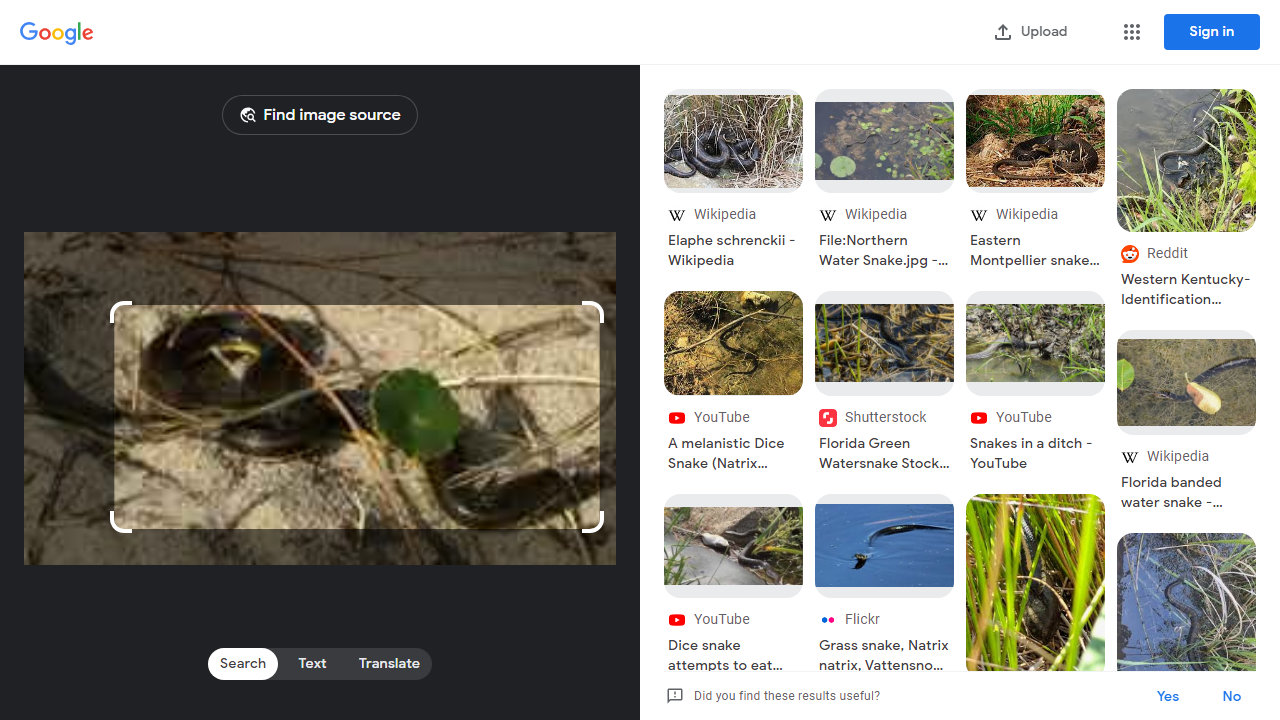 Google
Upload
Sign in
Find image source
Search
Text
Translate
Wikipedia
Elaphe schrenckii -
Wikipedia
Wikipedia
File:Northern
Water Snake.jpg -...
Wikipedia
Eastern
Montpellier snake...
Reddit
Western Kentucky-
Identification...
YouTube
A melanistic Dice
Snake (Natrix...
Shutterstock
Florida Green
Watersnake Stock...
YouTube
Snakes in a ditch -
YouTube
Wikipedia
Florida banded
water snake -...
YouTube
Dice snake
attempts to eat...
Flickr
Grass snake, Natrix
natrix, Vattensno...
Did you find these results useful?
Yes
No